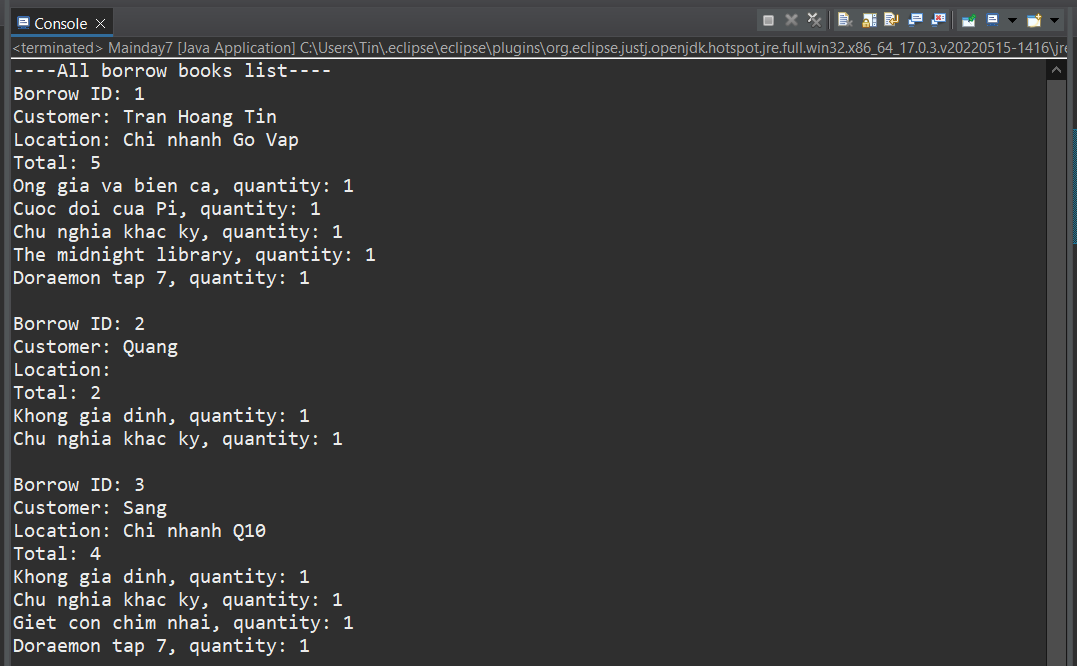 Console
<terminated> Mainday7 [Java Application] C:\Users\Tin\.eclipse\eclipse\plugins\org.eclipse.justj.openjdk.hotspot.jre.full.win32.x86_64_17.0.3.v20220515-1416\jre
----All borrow books list----
Borrow ID: 1
Customer: Tran Hoang Tin
Location: Chi nhanh Go Vap
Total: 5
Ong gia va bien ca, quantity: 1
Cuoc doi cua Pi, quantity: 1
Chu nghia khac ky, quantity: 1
The midnight library, quantity: 1
Doraemon tap 7, quantity: 1
Borrow ID: 2
Customer: Quang
Location:
Total: 2
Khong gia dinh, quantity: 1
Chu nghia khac ky, quantity: 1
Borrow ID: 3
Customer: Sang
Location: Chi nhanh Q10
Total: 4
Khong gia dinh, quantity: 1
Chu nghia khac ky, quantity: 1
Giet con chim nhai, quantity: 1
Doraemon tap 7, quantity: 1